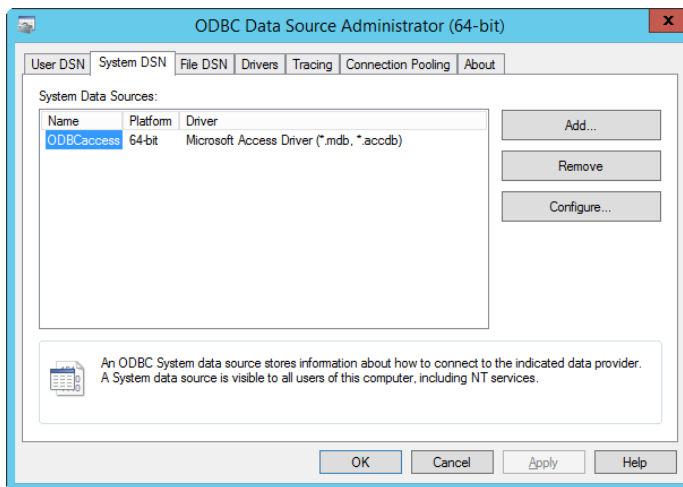 ODBC Data Source Administrator (64-bit)
x
User DSN System DSN File DSN Drivers Tracing Connection Pooling About
System Data Sources:
Name Platform Driver
ODBCaccess 64-bit Microsoft Access Driver (*.mdb, *.accdb)
Add...
Remove
Configure...
An ODBC System data source stores information about how to connect to the indicated data provider.
A System data source is visible to all users of this computer, including NT services.
OK Cancel Apply Help